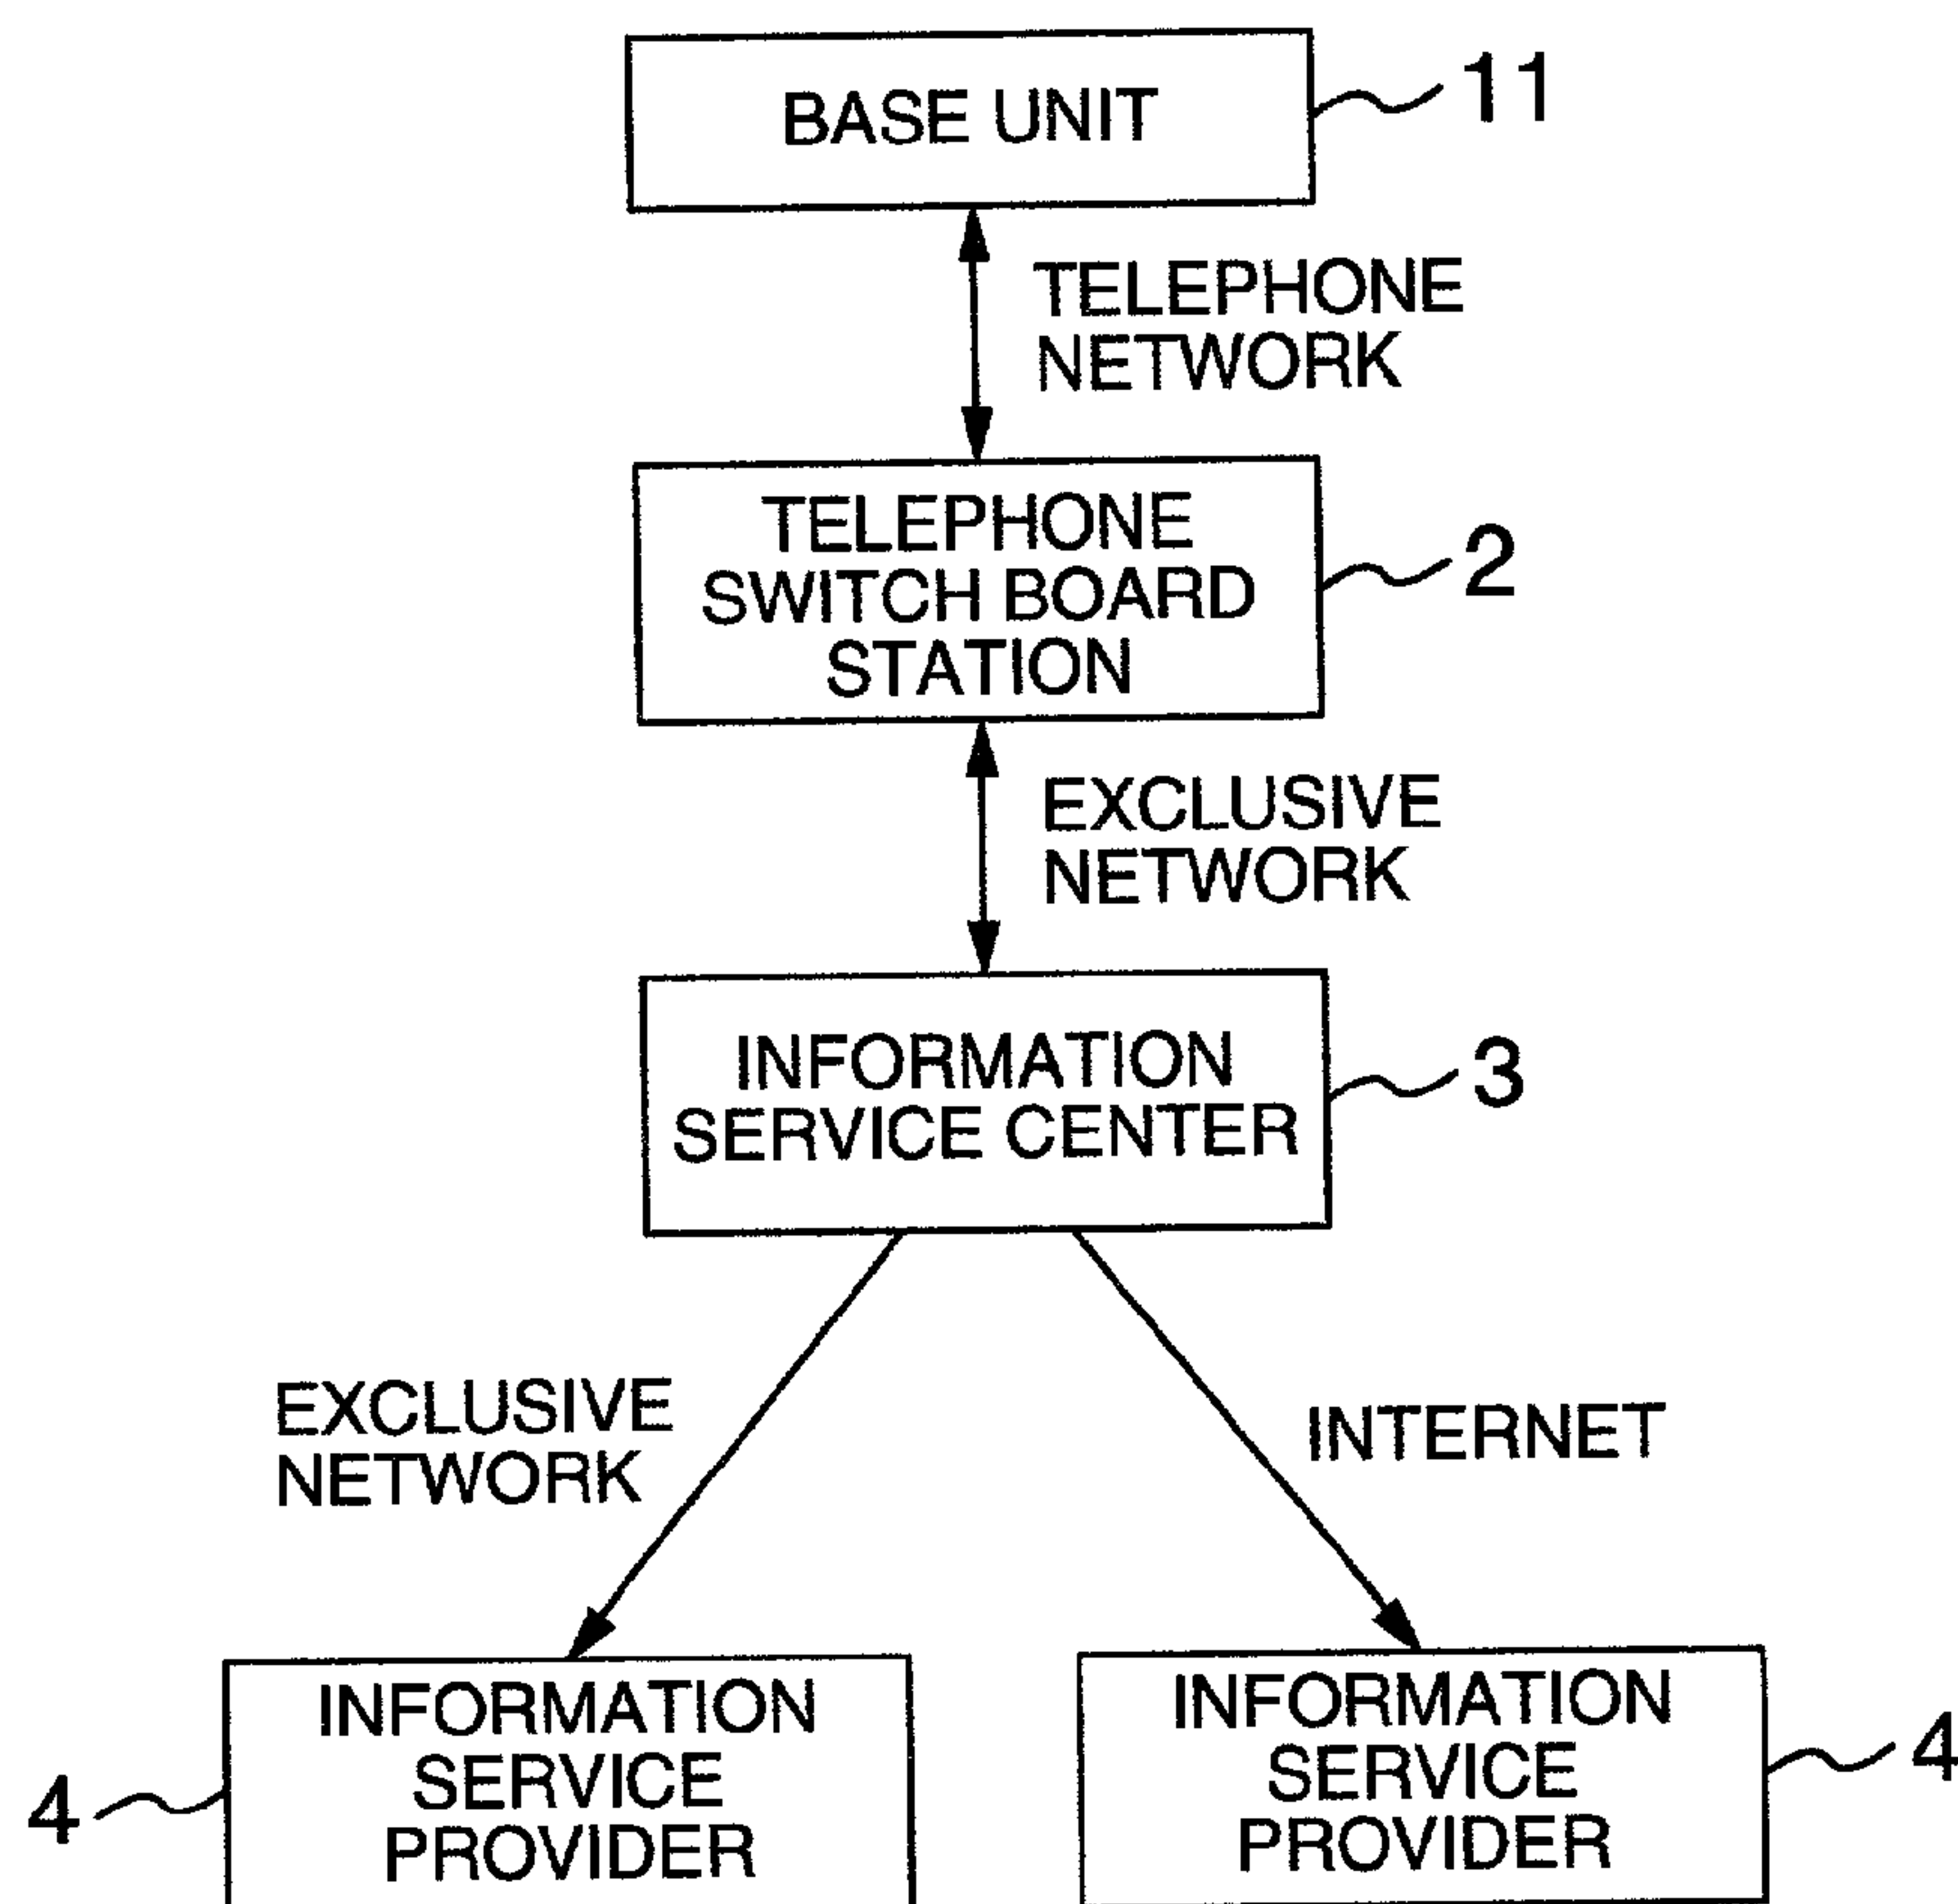 BASE UNIT
11
TELEPHONE
NETWORK
TELEPHONE
SWITCH BOARD
STATION
2
EXCLUSIVE
NETWORK
INFORMATION
SERVICE CENTER
3
EXCLUSIVE
NETWORK
INTERNET
INFORMATION
SERVICE
PROVIDER
4
INFORMATION
SERVICE
PROVIDER
4